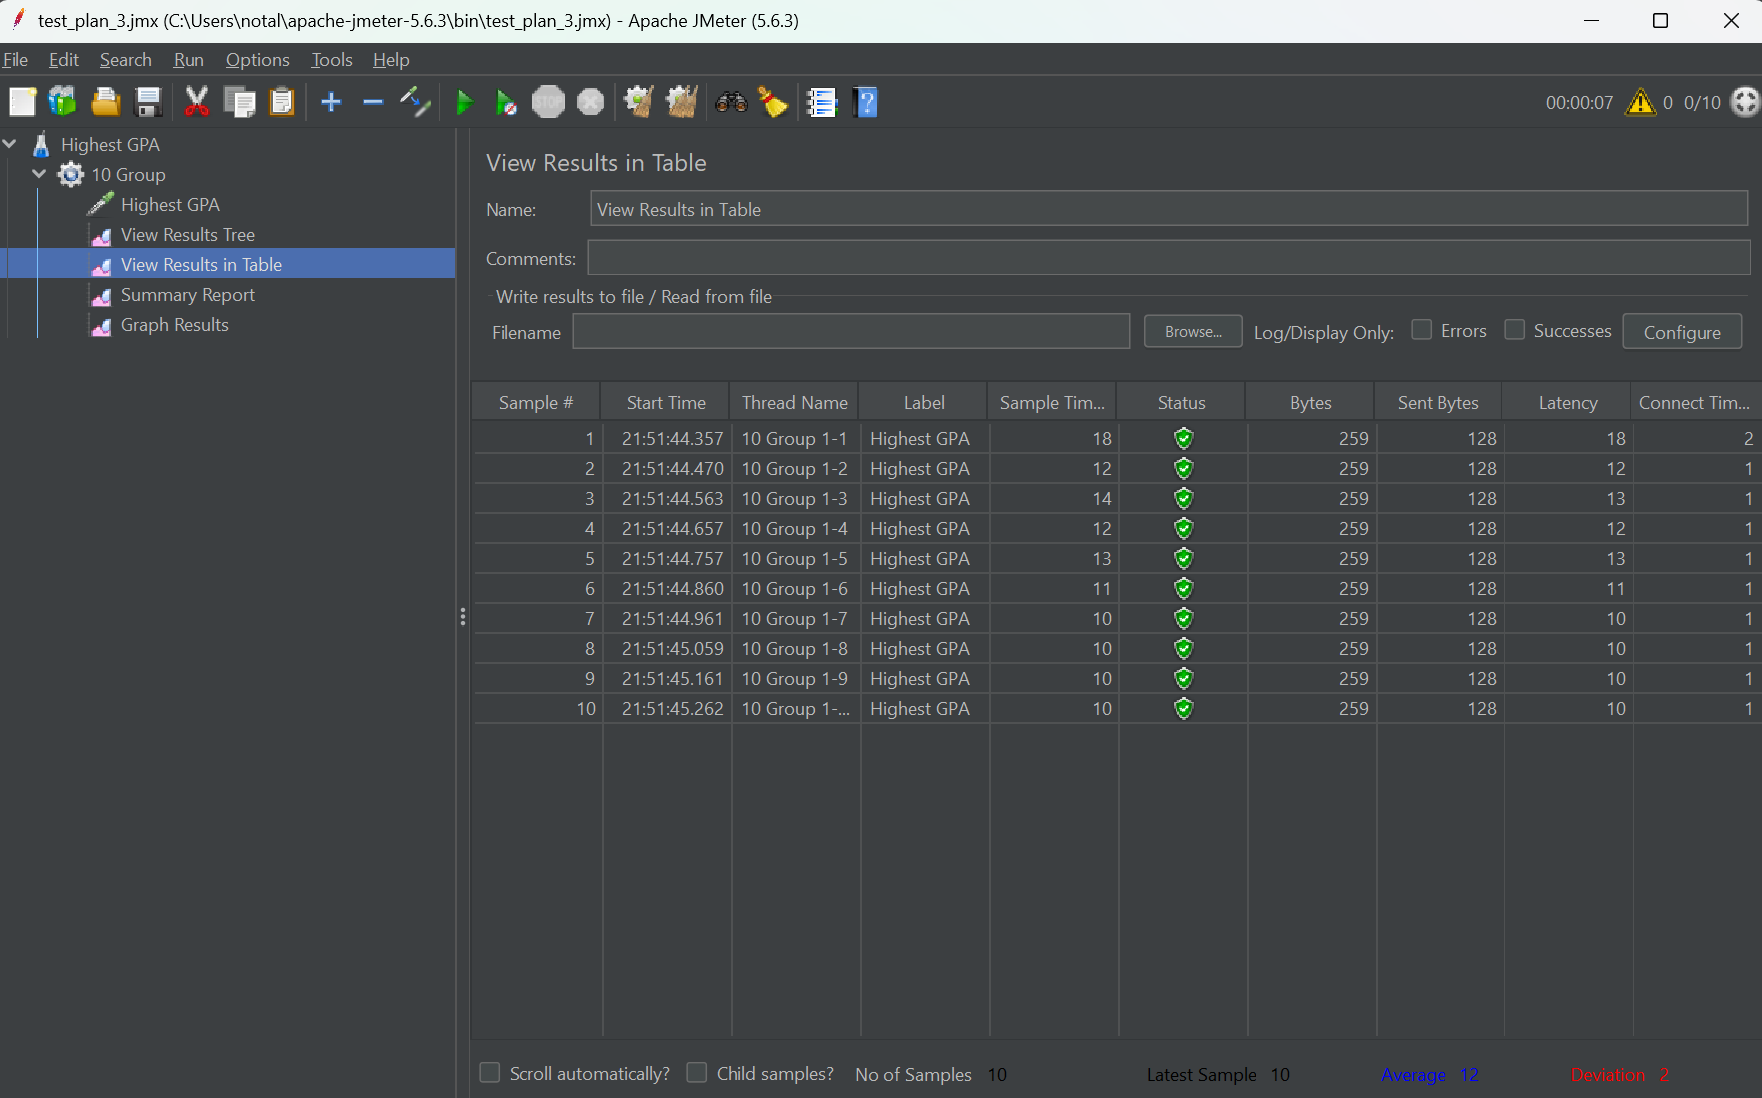 test_plan_3.jmx (C:\Users\notal\apache-jmeter-5.6.3\bin\test_plan_3.jmx) - Apache JMeter (5.6.3)
File Edit Search Run Options Tools Help
STOP ? 00:00:07 0 0/10
Highest GPA
10 Group
Highest GPA
View Results Tree
View Results in Table
Summary Report
Graph Results
View Results in Table
Name: View Results in Table
Comments:
Write results to file / Read from file
Filename Browse... Log/Display Only: Errors Successes Configure
Sample # Start Time Thread Name Label Sample Tim... Status Bytes Sent Bytes Latency Connect Tim...
1 21:51:44.357 10 Group 1-1 Highest GPA 18 259 128 18 2
2 21:51:44.470 10 Group 1-2 Highest GPA 12 259 128 12 1
3 21:51:44.563 10 Group 1-3 Highest GPA 14 259 128 13 1
4 21:51:44.657 10 Group 1-4 Highest GPA 12 259 128 12 1
5 21:51:44.757 10 Group 1-5 Highest GPA 13 259 128 13 1
6 21:51:44.860 10 Group 1-6 Highest GPA 11 259 128 11 1
7 21:51:44.961 10 Group 1-7 Highest GPA 10 259 128 10 1
8 21:51:45.059 10 Group 1-8 Highest GPA 10 259 128 10 1
9 21:51:45.161 10 Group 1-9 Highest GPA 10 259 128 10 1
10 21:51:45.262 10 Group 1-... Highest GPA 10 259 128 10 1
Scroll automatically? Child samples? No of Samples 10 Latest Sample 10 Average 12 Deviation 2